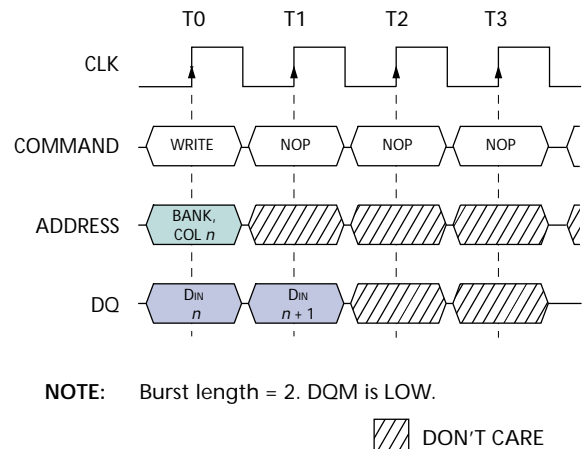 T0 T1 T2 T3
CLK
COMMAND WRITE NOP NOP NOP
ADDRESS BANK, COL n
DQ DIN n DIN n + 1
NOTE: Burst length = 2. DQM is LOW.
DON'T CARE